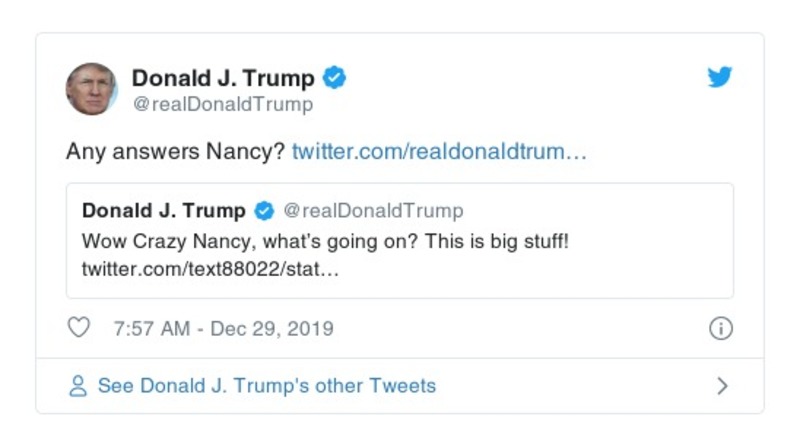 Donald J. Trump
@realDonaldTrump
Any answers Nancy? twitter.com/realdonaldtrum…
Donald J. Trump @realDonaldTrump
Wow Crazy Nancy, what's going on? This is big stuff!
twitter.com/text88022/stat…
7:57 AM - Dec 29, 2019
See Donald J. Trump's other Tweets